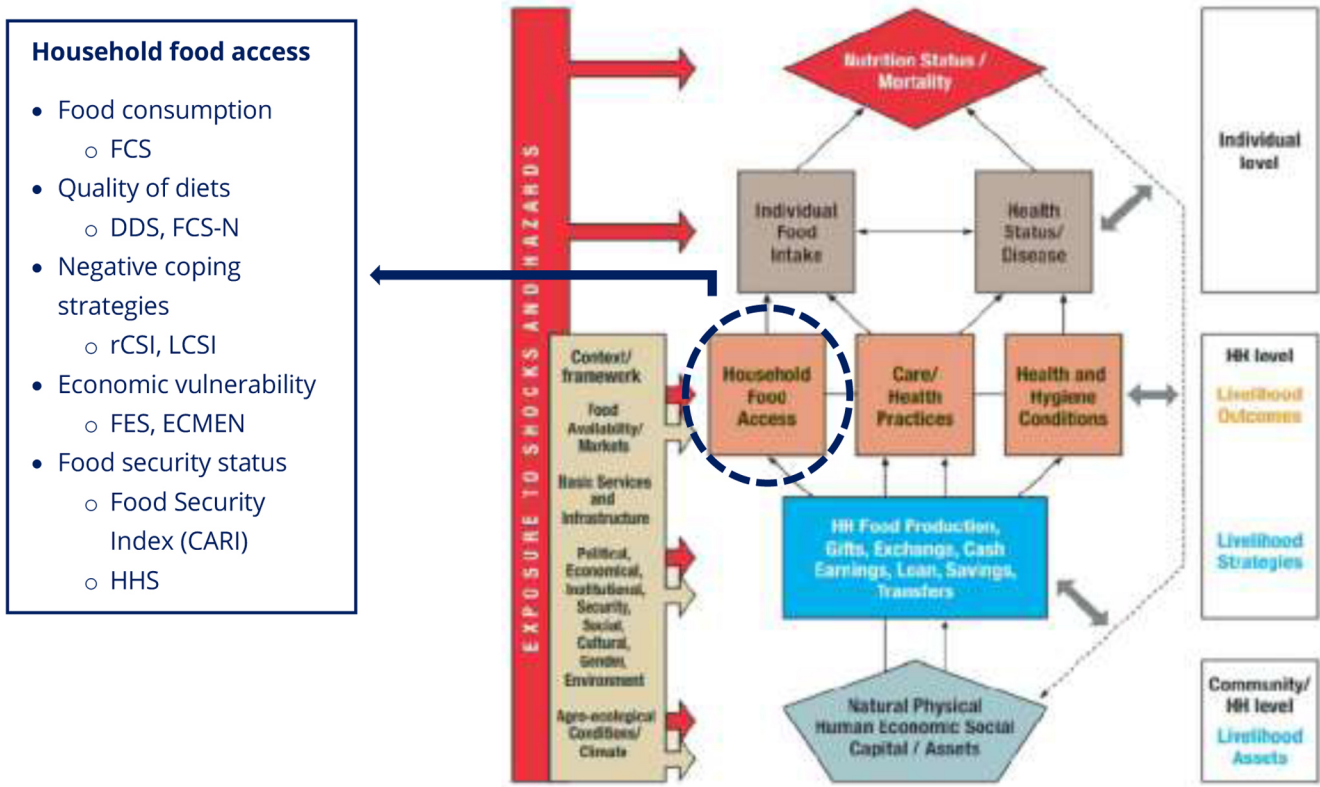 Household food access
• Food consumption
o FCS
• Quality of diets
o DDS, FCS-N
• Negative coping
strategies
o rCSI, LCSI
• Economic vulnerability
o FES, ECMEN
• Food security status
o Food Security
Index (CARI)
o HHS
EXPOSURE TO SHOCKS AND HAZARDS
Context/
framework
Food
Availability/
Markets
Basic Services
and
Infrastructure
Political,
Economical,
Institutional,
Security,
Social,
Cultural,
Gender,
Environment
Agro-ecological
Conditions/
Climate
Nutrition Status /
Mortality
Individual
Food
Intake
Health
Status/
Disease
Household
Food
Access
Care/
Health
Practices
Health and
Hygiene
Conditions
HH Food Production,
Gifts, Exchange, Cash
Earnings, Loan, Savings,
Transfers
Natural Physical
Human Economic Social
Capital / Assets
Individual
level
HH level
Livelihood
Outcomes
Livelihood
Strategies
Community/
HH level
Livelihood
Assets